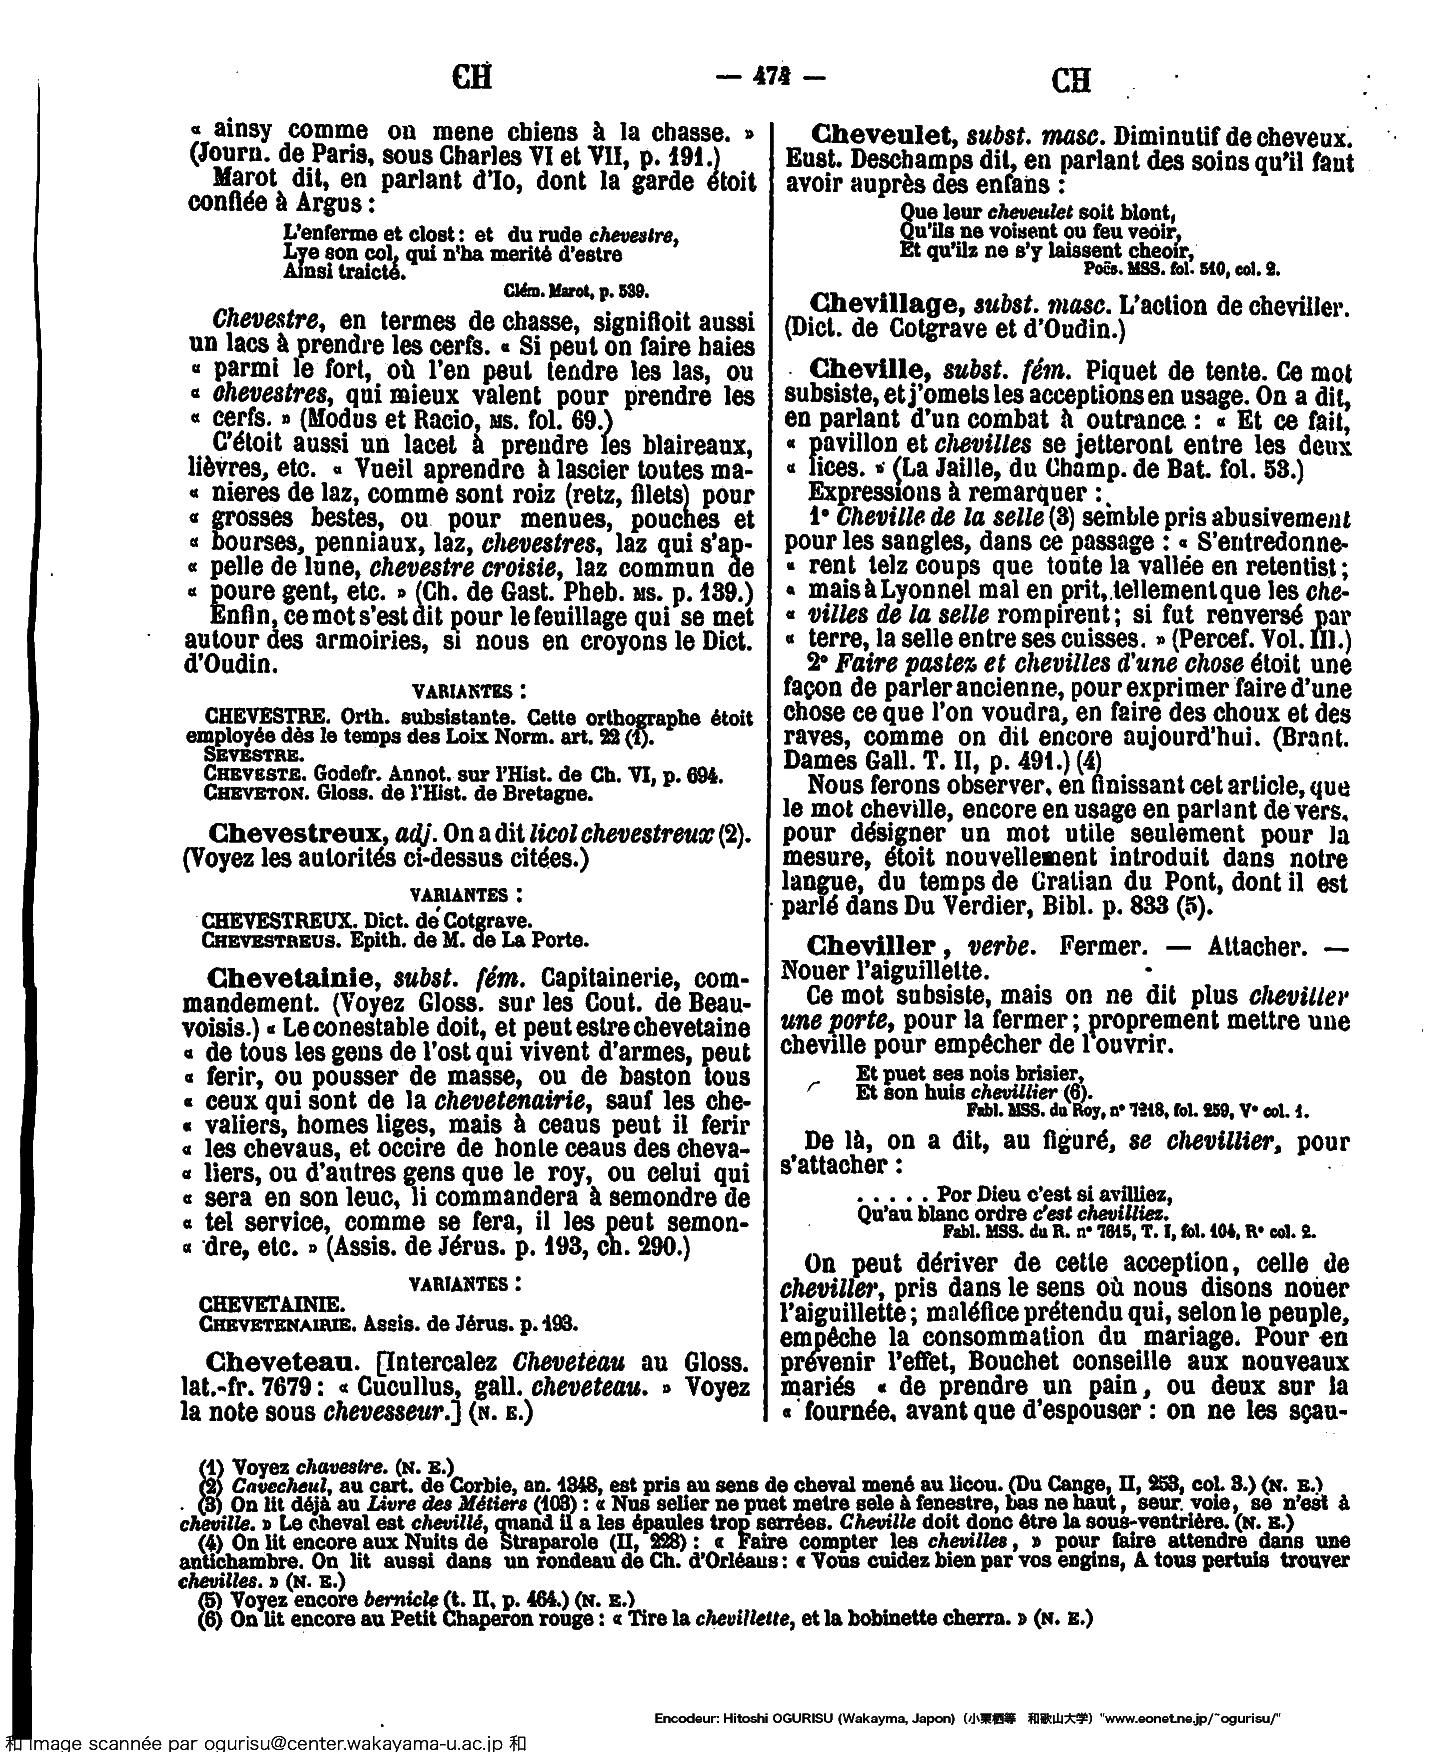 CH
— 474 —
CH
« ainsy comme on mene chiens à la chasse. »
(Journ. de Paris, sous Charles VI et VII, p. 191.)
Marot dit, en parlant d'Io, dont la garde étoit
confiée à Argus :
L'enferme et clost : et du rude chevestre,
Lye son col, qui n'ha merité d'estre
Ainsi traicté.
Clém. Marot, p. 539.
Chevestre, en termes de chasse, signifioit aussi
un lacs à prendre les cerfs. « Si peut on faire haies
« parmi le fort, où l'en peut tendre les las, ou
« chevestres, qui mieux valent pour prendre les
« cerfs. » (Modus et Racio, MS. fol. 69.)
C'étoit aussi un lacet à prendre les blaireaux,
lièvres, etc. « Vueil aprendre à lascier toutes ma-
« nieres de laz, comme sont roiz (retz, filets) pour
« grosses bestes, ou pour menues, pouches et
« bourses, penniaux, laz, chevestres, laz qui s'ap-
« pelle de lune, chevestre croisie, laz commun de
« poure gent, etc. » (Ch. de Gast. Pheb. MS. p. 139.)
Enfin, ce mot s'est dit pour le feuillage qui se met
autour des armoiries, si nous en croyons le Dict.
d'Oudin.
VARIANTES :
CHEVESTRE. Orth. subsistante. Cette orthographe étoit
employée dès le temps des Loix Norm. art. 22 (1).
SEVESTRE.
CHEVESTE. Godefr. Annot. sur l'Hist. de Ch. VI, p. 694.
CHEVETON. Gloss. de l'Hist. de Bretagne.
Chevestreux, adj. On a dit licol chevestreux (2).
(Voyez les autorités ci-dessus citées.)
VARIANTES :
CHEVESTREUX. Dict. de Cotgrave.
CHEVESTREUS. Epith. de M. de La Porte.
Chevetainie, subst. fém. Capitainerie, com-
mandement. (Voyez Gloss. sur les Cout. de Beau-
voisis.) « Le conestable doit, et peut estre chevetaine
« de tous les gens de l'ost qui vivent d'armes, peut
« ferir, ou pousser de masse, ou de baston tous
« ceux qui sont de la chevetenairie, sauf les che-
« valiers, homes liges, mais à ceaus peut il ferir
« les chevaus, et occire de honte ceaus des cheva-
« liers, ou d'autres gens que le roy, ou celui qui
« sera en son leuc, li commandera à semondre de
« tel service, comme se fera, il les peut semon-
« dre, etc. » (Assis. de Jérus. p. 193, ch. 290.)
VARIANTES :
CHEVETAINIE.
CHEVETENAIRIE. Assis. de Jérus. p. 193.
Cheveteau. [Intercalez Cheveteau au Gloss.
lat.-fr. 7679 : « Cucullus, gall. cheveteau. » Voyez
la note sous chevesseur.] (N. E.)
Cheveulet, subst. masc. Diminutif de cheveux.
Eust. Deschamps dit, en parlant des soins qu'il faut
avoir auprès des enfans :
Que leur cheveulet soit blont,
Qu'ils ne voisent ou feu veoir,
Et qu'ilz ne s'y laissent cheoir,
Poës. MSS. fol. 510, col. 2.
Chevillage, subst. masc. L'action de cheviller.
(Dict. de Cotgrave et d'Oudin.)
Cheville, subst. fém. Piquet de tente. Ce mot
subsiste, et j'omets les acceptions en usage. On a dit,
en parlant d'un combat à outrance : « Et ce fait,
« pavillon et chevilles se jetteront entre les deux
« lices. » (La Jaille, du Champ. de Bat. fol. 53.)
Expressions à remarquer :
1° Cheville de la selle (3) semble pris abusivement
pour les sangles, dans ce passage : « S'entredonne-
« rent telz coups que toute la vallée en retentist ;
« mais à Lyonnel mal en prit, tellement que les che-
« villes de la selle rompirent ; si fut renversé par
« terre, la selle entre ses cuisses. » (Percef. Vol. III.)
2° Faire pastez et chevilles d'une chose étoit une
façon de parler ancienne, pour exprimer faire d'une
chose ce que l'on voudra, en faire des choux et des
raves, comme on dit encore aujourd'hui. (Brant.
Dames Gall. T. II, p. 491.) (4)
Nous ferons observer, en finissant cet article, que
le mot cheville, encore en usage en parlant de vers,
pour désigner un mot utile seulement pour la
mesure, étoit nouvellement introduit dans notre
langue, du temps de Gratian du Pont, dont il est
parlé dans Du Verdier, Bibl. p. 833 (5).
Cheviller, verbe. Fermer. — Attacher. —
Nouer l'aiguillette.
Ce mot subsiste, mais on ne dit plus cheviller
une porte, pour la fermer ; proprement mettre une
cheville pour empêcher de l'ouvrir.
Et puet ses nois brisier,
Et son huis chevillier (6).
Fabl. MSS. du Roy, n° 7218, fol. 259, V° col. 1.
De là, on a dit, au figuré, se chevillier, pour
s'attacher :
. . . . . Por Dieu c'est si avilliez,
Qu'au blanc ordre c'est chevilliez.
Fabl. MSS. du R. n° 7615, T. I, fol. 104, R° col. 2.
On peut dériver de cette acception, celle de
cheviller, pris dans le sens où nous disons nouer
l'aiguillette ; maléfice prétendu qui, selon le peuple,
empêche la consommation du mariage. Pour en
prévenir l'effet, Bouchet conseille aux nouveaux
mariés « de prendre un pain, ou deux sur la
« fournée, avant que d'espouser : on ne les sçau-
(1) Voyez chavestre. (N. E.)
(2) Cavecheul, au cart. de Corbie, an. 1348, est pris au sens de cheval mené au licou. (Du Cange, II, 253, col. 3.) (N. E.)
(3) On lit déjà au Livre des Métiers (103) : « Nus selier ne puet metre sele à fenestre, bas ne haut, seur voie, se n'est à
cheville. » Le cheval est chevillé, quand il a les épaules trop serrées. Cheville doit donc être la sous-ventrière. (N. E.)
(4) On lit encore aux Nuits de Straparole (II, 228) : « Faire compter les chevilles, » pour faire attendre dans une
antichambre. On lit aussi dans un rondeau de Ch. d'Orléaus : « Vous cuidez bien par vos engins, A tous pertuis trouver
chevilles. » (N. E.)
(5) Voyez encore bernicle (t. II, p. 464.) (N. E.)
(6) On lit encore au Petit Chaperon rouge : « Tire la chevillette, et la bobinette cherra. » (N. E.)
Encodeur: Hitoshi OGURISU (Wakayma, Japon) (小栗栖等 和歌山大学) "www.eonet.ne.jp/~ogurisu/"
和 Image scannée par ogurisu@center.wakayama-u.ac.jp 和